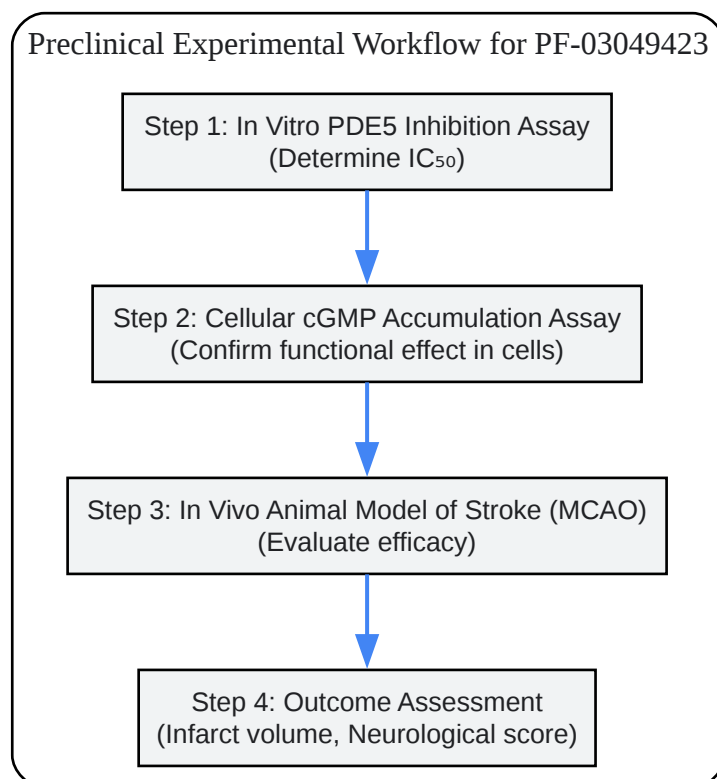 Preclinical Experimental Workflow for PF-03049423
Step 1: In Vitro PDE5 Inhibition Assay
(Determine IC₅₀)
Step 2: Cellular cGMP Accumulation Assay
(Confirm functional effect in cells)
Step 3: In Vivo Animal Model of Stroke (MCAO)
(Evaluate efficacy)
Step 4: Outcome Assessment
(Infarct volume, Neurological score)